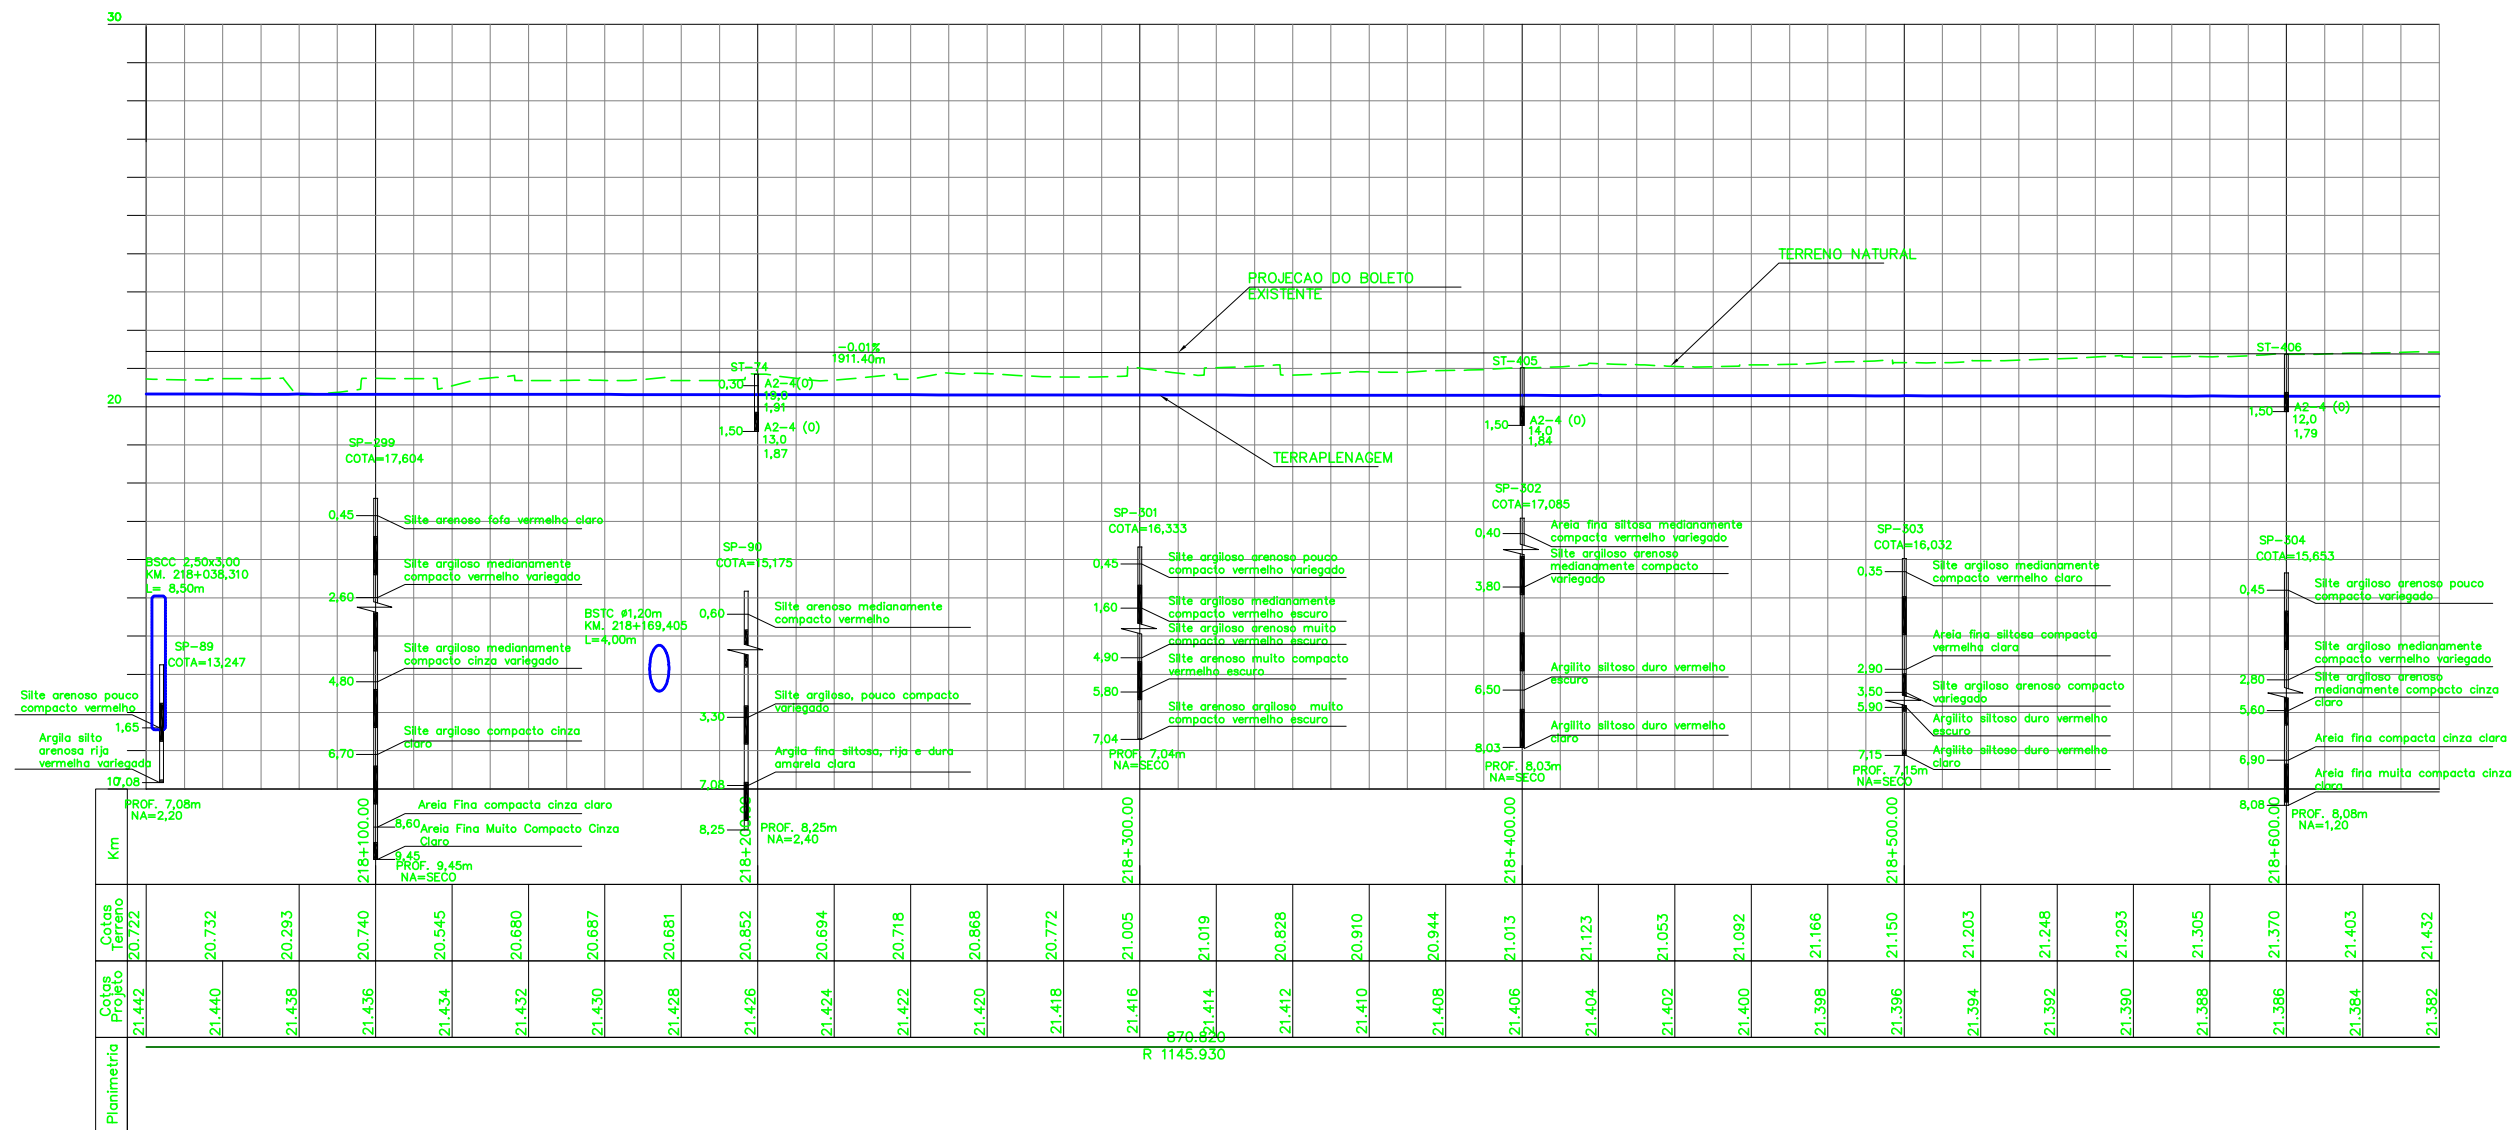 30
PROJECAO DO BOLETO
EXISTENTE
TERRENO NATURAL
-0.01%
1911.40m
20
TERRAPLENAGEM
ST-74
0,30
A2-4(0)
19,0
1,91
1,50
A2-4 (0)
13,0
1,87
ST-405
1,50
A2-4 (0)
14,0
1,84
ST-406
1,50
A2-4 (0)
12,0
1,79
BSCC 2,50x3,00
KM. 218+038,310
L= 8,50m
SP-89
COTA=13,247
Silte arenoso pouco
compacto vermelho
1,65
Argila silto
arenosa rija
vermelha variegada
10
7,08
PROF. 7,08m
NA=2,20
SP-299
COTA=17,604
0,45
Silte arenoso fofa vermelho claro
Silte argiloso medianamente
compacto vermelho variegado
2,60
Silte argiloso medianamente
compacto cinza variegado
4,80
Silte argiloso compacto cinza
clara
6,70
Areia Fina compacta cinza claro
8,60
Areia Fina Muito Compacto Cinza
Claro
9,45
PROF. 9,45m
NA=SECO
BSTC ø1,20m
KM. 218+169,405
L=4,00m
SP-90
COTA=15,175
0,60
Silte arenoso medianamente
compacto vermelho
Silte argiloso, pouco compacto
variegado
3,30
Argila fina siltosa, rija e dura
amarela clara
7,08
8,25
PROF. 8,25m
NA=2,40
SP-301
COTA=16,333
0,45
Silte argiloso arenoso pouco
compacto vermelho variegado
1,60
Silte argiloso medianamente
compacto vermelho escuro
Silte argiloso arenoso muito
compacto vermelho escuro
4,90
Silte arenoso muito compacto
vermelho escuro
5,80
Silte arenoso argiloso muito
compacto vermelho escuro
7,04
PROF. 7,04m
NA=SECO
SP-302
COTA=17,085
0,40
Areia fina siltosa medianamente
compacta vermelho variegado
Silte argiloso arenoso
medianamente compacto
variegado
3,80
Argilito siltoso duro vermelho
escuro
6,50
Argilito siltoso duro vermelho
claro
8,03
PROF. 8,03m
NA=SECO
SP-303
COTA=16,032
0,35
Silte argiloso medianamente
compacto vermelho claro
Areia fina siltosa compacta
vermelha clara
2,90
3,50
Silte argiloso arenoso compacto
variegado
5,90
Argilito siltoso duro vermelho
escuro
7,15
Argilito siltoso duro vermelho
claro
PROF. 7,15m
NA=SECO
SP-304
COTA=15,653
0,45
Silte argiloso arenoso pouco
compacto variegado
Silte argiloso medianamente
compacto vermelho variegado
2,80
Silte argiloso arenoso
medianamente compacto cinza
claro
5,60
Areia fina compacta cinza clara
6,90
Areia fina muita compacta cinza
clara
8,08
PROF. 8,08m
NA=1,20
Km
218+100.00
218+200.00
218+300.00
218+400.00
218+500.00
218+600.00
Cotas
Terreno
20.722
20.732
20.293
20.740
20.545
20.680
20.687
20.681
20.852
20.694
20.718
20.868
20.772
21.005
21.019
20.828
20.910
20.944
21.013
21.123
21.053
21.092
21.166
21.150
21.203
21.248
21.293
21.305
21.370
21.403
21.432
Cotas
Projeto
21.442
21.440
21.438
21.436
21.434
21.432
21.430
21.428
21.426
21.424
21.422
21.420
21.418
21.416
21.414
21.412
21.410
21.408
21.406
21.404
21.402
21.400
21.398
21.396
21.394
21.392
21.390
21.388
21.386
21.384
21.382
Planimetria
870.820
R 1145.930